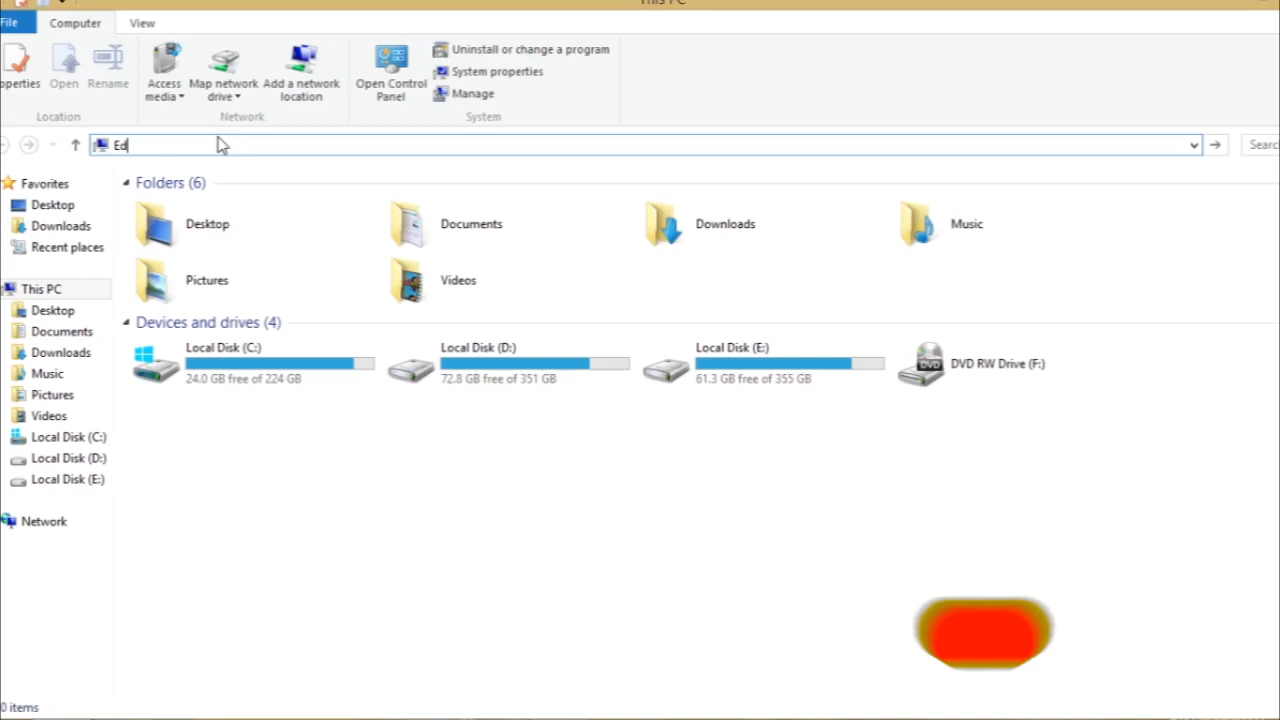 This PC
File Computer View
operties Open Rename Access media Map network drive Add a network location Open Control Panel Uninstall or change a program
System properties
Manage
Location Network System
Ed
Searc
Favorites
Desktop
Downloads
Recent places
This PC
Desktop
Documents
Downloads
Music
Pictures
Videos
Local Disk (C:)
Local Disk (D:)
Local Disk (E:)
Network
Folders (6)
Desktop Documents Downloads Music
Pictures Videos
Devices and drives (4)
Local Disk (C:) Local Disk (D:) Local Disk (E:) DVD RW Drive (F:)
24.0 GB free of 224 GB 72.8 GB free of 351 GB 61.3 GB free of 355 GB
DVD
0 items